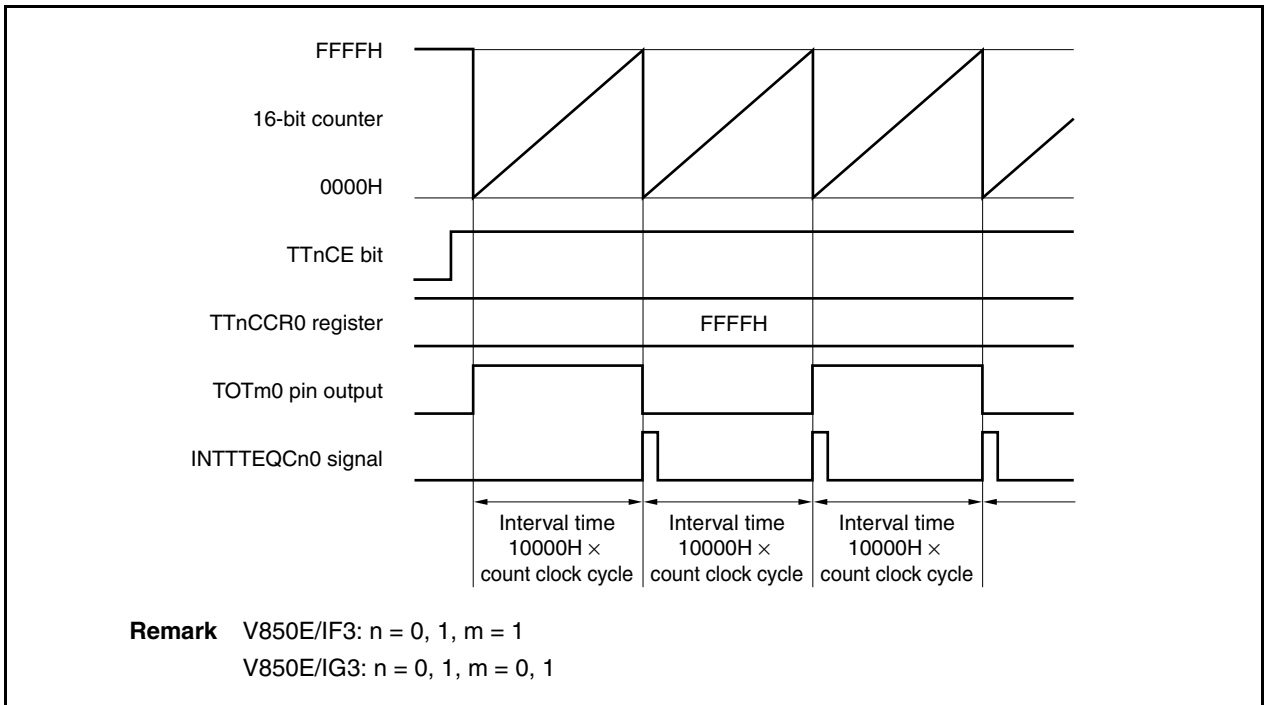 FFFFH
16-bit counter
0000H
TTnCE bit
TTnCCR0 register
FFFFH
TOTm0 pin output
INTTTEQCn0 signal
Interval time
10000H ×
count clock cycle
Interval time
10000H ×
count clock cycle
Interval time
10000H ×
count clock cycle
Remark V850E/IF3: n = 0, 1, m = 1
V850E/IG3: n = 0, 1, m = 0, 1